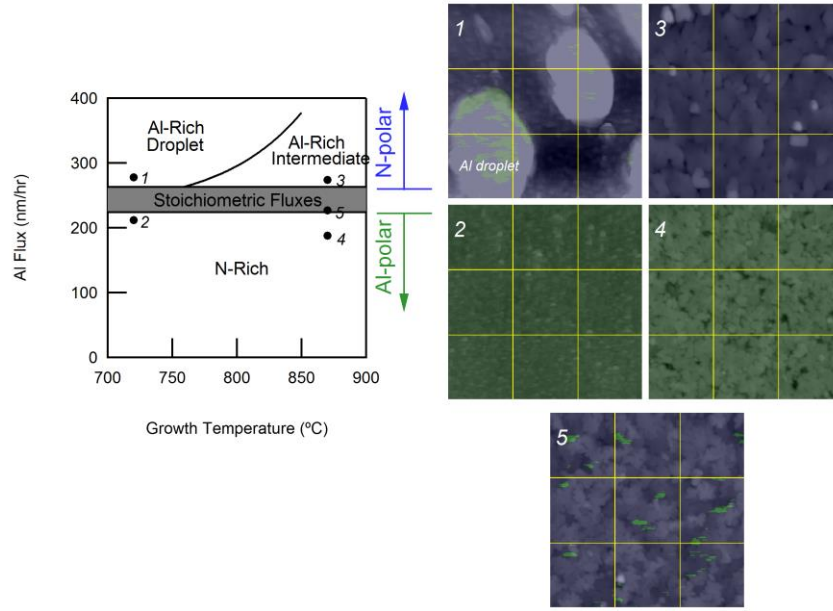 400
300
200
100
0
700
750
800
850
900
Al Flux (nm/hr)
Growth Temperature (ºC)
Al-Rich
Droplet
Al-Rich
Intermediate
Stoichiometric Fluxes
N-Rich
1
2
3
5
4
N-polar
Al-polar
1
Al droplet
3
2
4
5